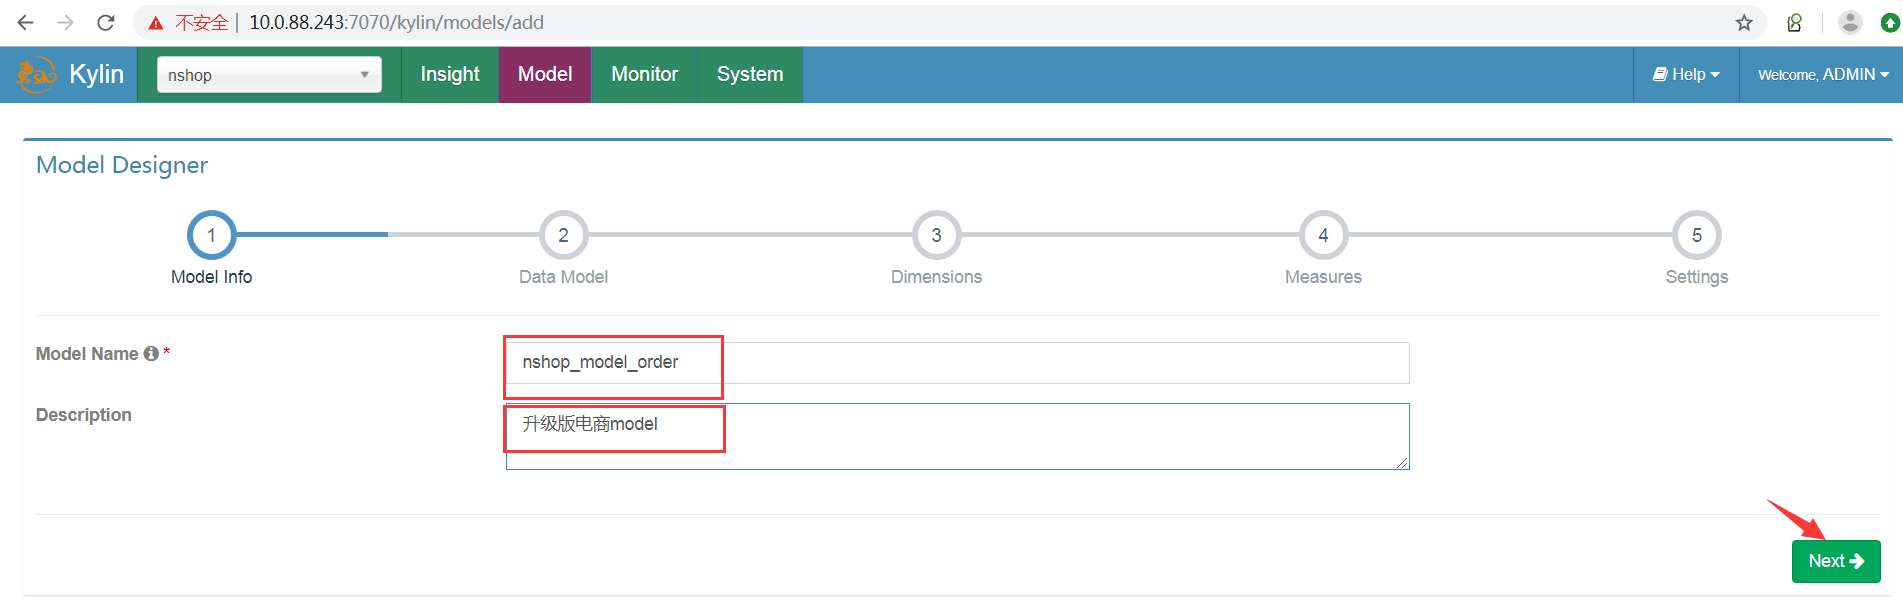 不安全 | 10.0.88.243:7070/kylin/models/add
Kylin nshop Insight Model Monitor System Help Welcome, ADMIN
Model Designer
1 2 3 4 5
Model Info Data Model Dimensions Measures Settings
Model Name * nshop_model_order
Description 升级版电商model
Next